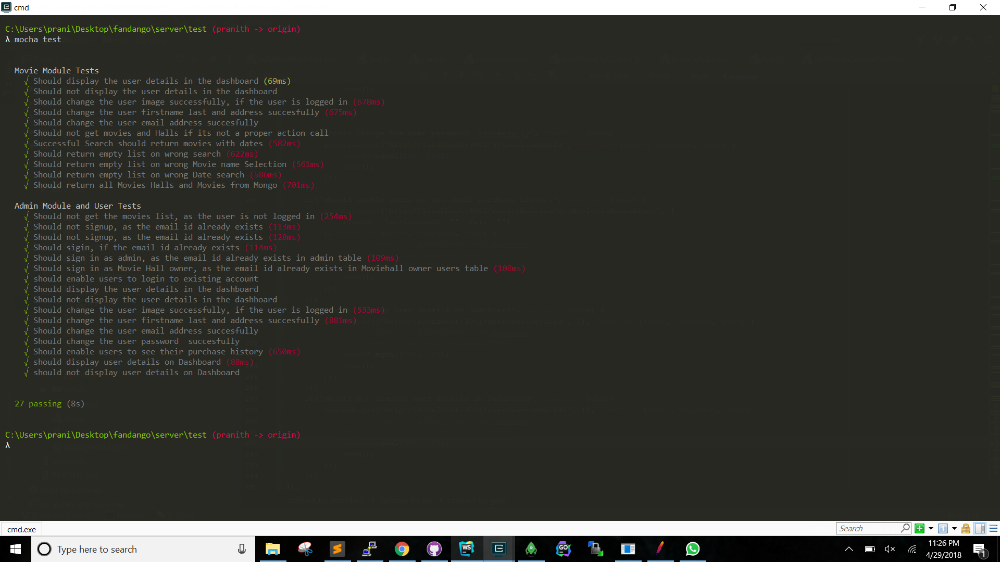 cmd
C:\Users\prani\Desktop\fandango\server\test (pranith -> origin)
λ mocha test
Movie Module Tests
√ Should display the user details in the dashboard (69ms)
√ Should not display the user details in the dashboard
√ Should change the user image successfully, if the user is logged in (678ms)
√ Should change the user firstname last and address succesfully (675ms)
√ Should change the user email address succesfully
√ Should not get movies and Halls if its not a proper action call
√ Successful Search should return movies with dates (582ms)
√ Should return empty list on wrong search (622ms)
√ Should return empty list on wrong Movie name Selection (561ms)
√ Should return empty list on wrong Date search (586ms)
√ Should return all Movies Halls and Movies from Mongo (701ms)
Admin Module and User Tests
√ Should not get the movies list, as the user is not logged in (254ms)
√ Should not signup, as the email id already exists (113ms)
√ Should not signup, as the email id already exists (128ms)
√ Should sigin, if the email id already exists (114ms)
√ Should sign in as admin, as the email id already exists in admin table (109ms)
√ Should sign in as Movie Hall owner, as the email id already exists in Moviehall owner users table (108ms)
√ should enable users to login to existing account
√ Should display the user details in the dashboard
√ Should not display the user details in the dashboard
√ Should change the user image successfully, if the user is logged in (533ms)
√ Should change the user firstname last and address succesfully (881ms)
√ Should change the user email address succesfully
√ Should change the user password  succesfully
√ Should enable users to see their purchase history (650ms)
√ should display user details on Dashboard (88ms)
√ should not display user details on Dashboard
27 passing (8s)
C:\Users\prani\Desktop\fandango\server\test (pranith -> origin)
λ
cmd.exe
Search
Type here to search
WS
GO
11:26 PM
4/29/2018
1